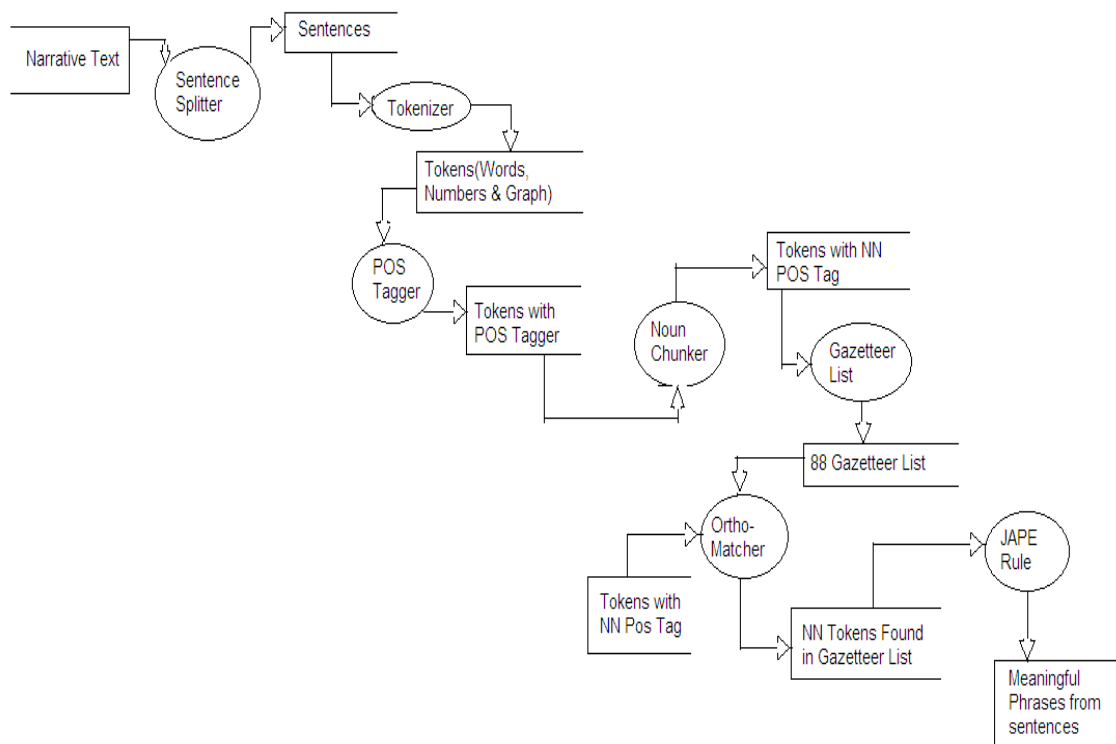 Narrative Text
Sentence
Splitter
Sentences
Tokenizer
Tokens(Words,
Numbers & Graph)
POS
Tagger
Tokens with
POS Tagger
Noun
Chunker
Tokens with NN
POS Tag
Gazetteer
List
88 Gazetteer List
Ortho-
Matcher
Tokens with
NN Pos Tag
NN Tokens Found
in Gazetteer List
JAPE
Rule
Meaningful
Phrases from
sentences